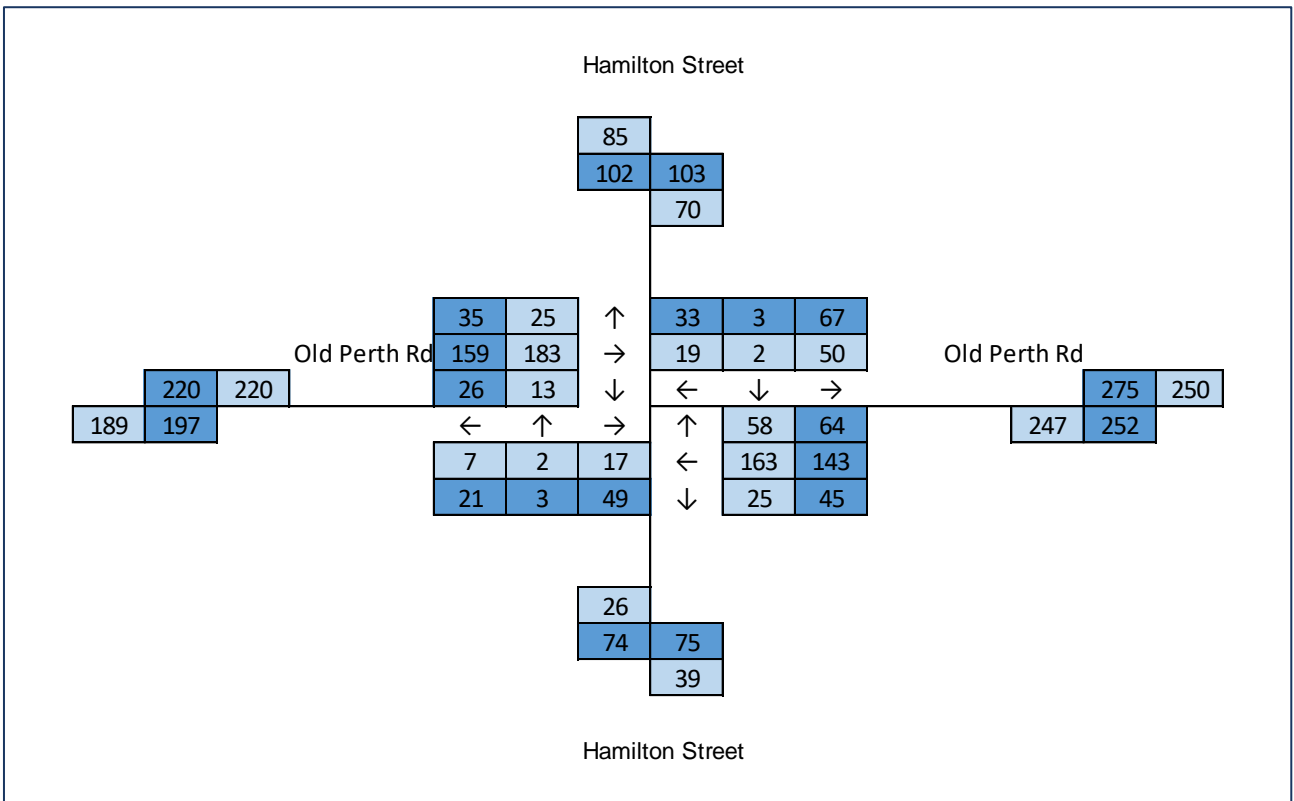 Hamilton Street
85
102 103
70
35 25 ↑ 33 3 67
Old Perth Rd 159 183 → 19 2 50 Old Perth Rd
220 220 26 13 ↓ ← ↓ → 275 250
189 197 ← ↑ → ↑ 58 64 247 252
7 2 17 ← 163 143
21 3 49 ↓ 25 45
26
74 75
39
Hamilton Street